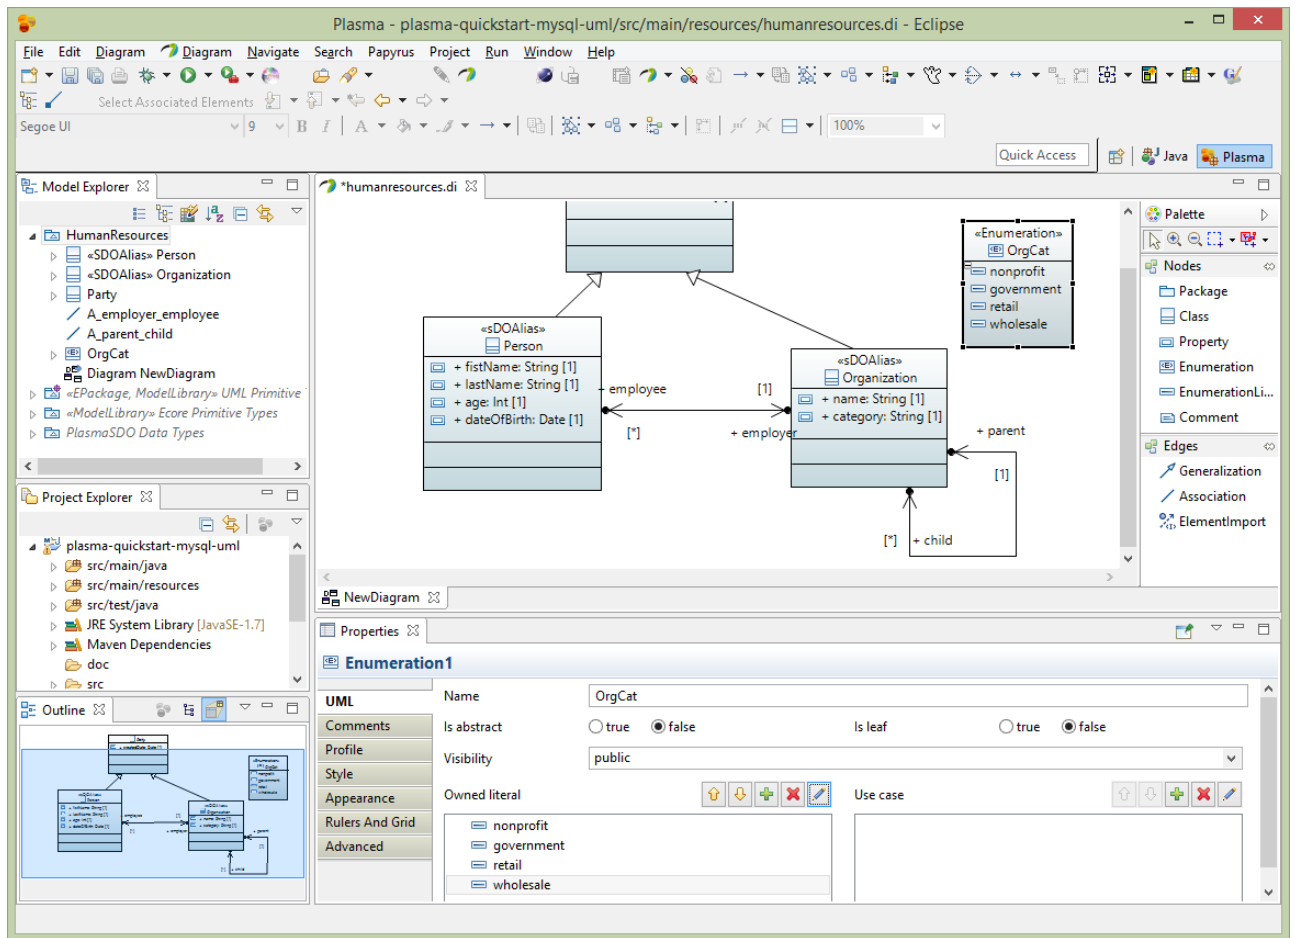 Plasma - plasma-quickstart-mysql-uml/src/main/resources/humanresources.di - Eclipse
File Edit Diagram Diagram Navigate Search Papyrus Project Run Window Help
Select Associated Elements
Segoe UI 9 B I A 100%
Quick Access Java Plasma
Model Explorer
HumanResources
«SDOAlias» Person
«SDOAlias» Organization
Party
A_employer_employee
A_parent_child
OrgCat
Diagram NewDiagram
«EPackage, ModelLibrary» UML Primitive
«ModelLibrary» Ecore Primitive Types
PlasmaSDO Data Types
Project Explorer
plasma-quickstart-mysql-uml
src/main/java
src/main/resources
src/test/java
JRE System Library [JavaSE-1.7]
Maven Dependencies
doc
src
Outline
*humanresources.di
«Enumeration»
OrgCat
nonprofit
government
retail
wholesale
«sDOAlias»
Person
+ fistName: String [1]
+ lastName: String [1]
+ age: Int [1]
+ dateOfBirth: Date [1]
+ employee
[1]
[*]
+ employer
«sDOAlias»
Organization
+ name: String [1]
+ category: String [1]
+ parent
[1]
[*] + child
NewDiagram
Palette
Nodes
Package
Class
Property
Enumeration
EnumerationLi...
Comment
Edges
Generalization
Association
ElementImport
Properties
Enumeration1
UML
Comments
Profile
Style
Appearance
Rulers And Grid
Advanced
Name OrgCat
Is abstract true false Is leaf true false
Visibility public
Owned literal Use case
nonprofit
government
retail
wholesale